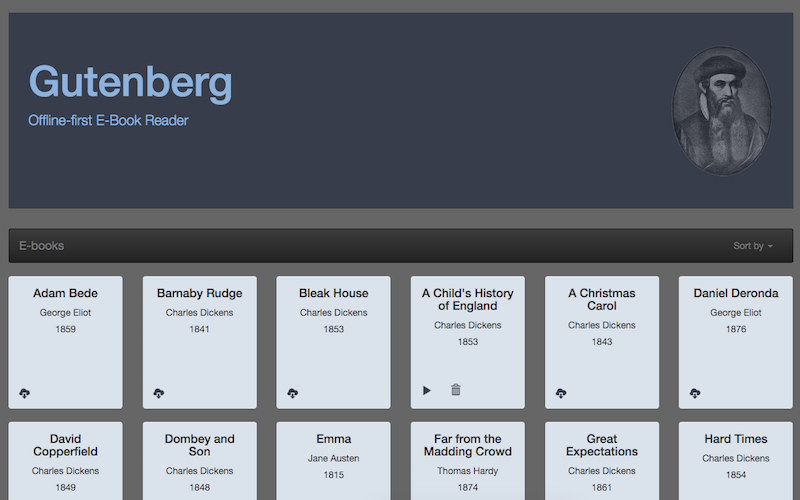 Gutenberg
Offline-first E-Book Reader
E-books
Sort by
Adam Bede
George Eliot
1859
Barnaby Rudge
Charles Dickens
1841
Bleak House
Charles Dickens
1853
A Child's History
of England
Charles Dickens
1853
A Christmas
Carol
Charles Dickens
1843
Daniel Deronda
George Eliot
1876
David
Copperfield
Charles Dickens
1849
Dombey and
Son
Charles Dickens
1848
Emma
Jane Austen
1815
Far from the
Madding Crowd
Thomas Hardy
1874
Great
Expectations
Charles Dickens
1861
Hard Times
Charles Dickens
1854